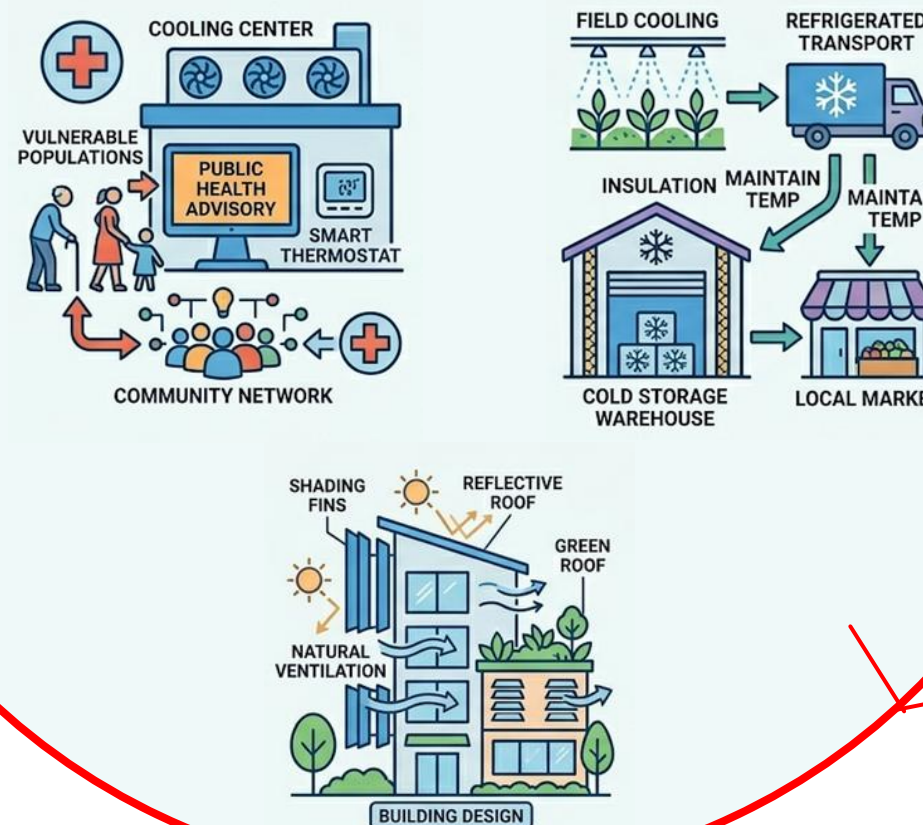 COOLING CENTER
VULNERABLE
POPULATIONS
PUBLIC
HEALTH
ADVISORY
SMART
THERMOSTAT
COMMUNITY NETWORK
FIELD COOLING
REFRIGERATED
TRANSPORT
INSULATION
MAINTAIN
TEMP
MAINTA
TEMP
COLD STORAGE
WAREHOUSE
LOCAL MARKE
SHADING
FINS
REFLECTIVE
ROOF
GREEN
ROOF
NATURAL
VENTILATION
BUILDING DESIGN